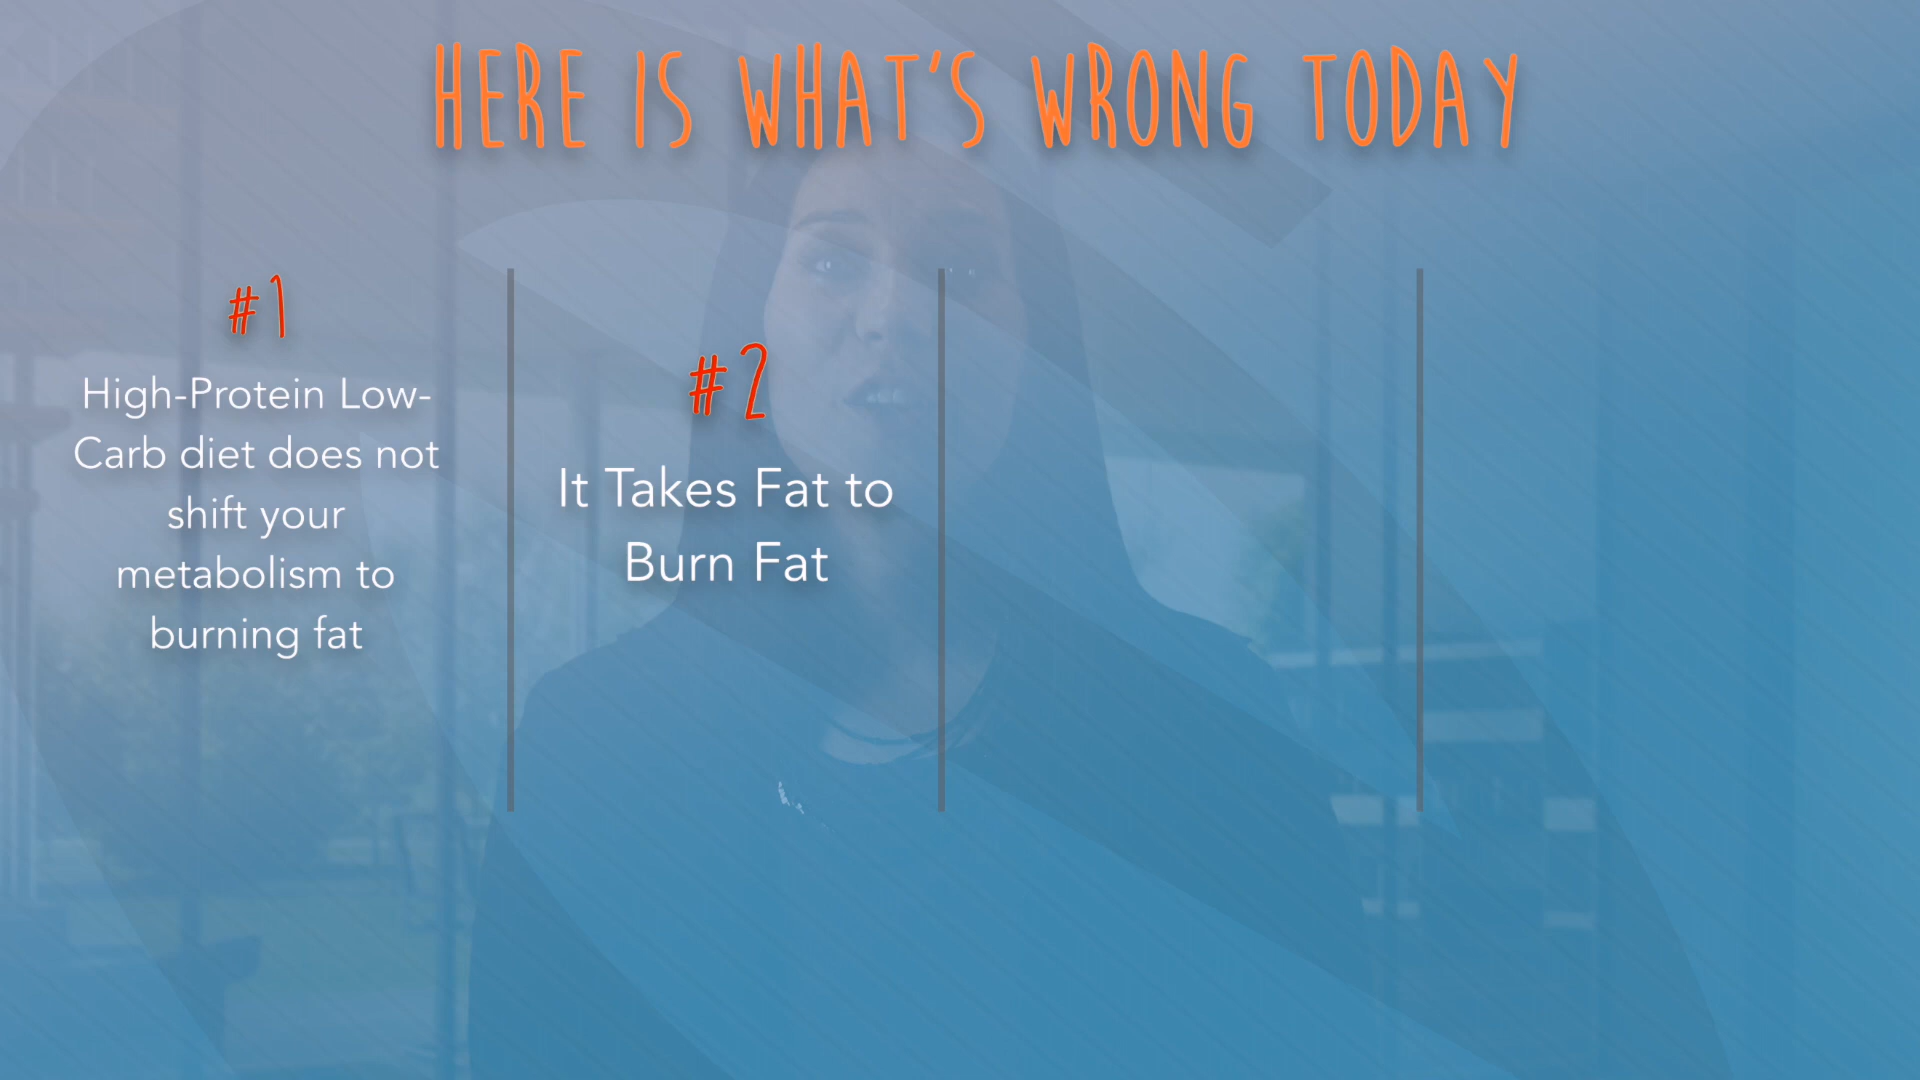 HERE IS WHAT'S WRONG TODAY
#1
High-Protein Low-
Carb diet does not
shift your
metabolism to
burning fat
#2
It Takes Fat to
Burn Fat